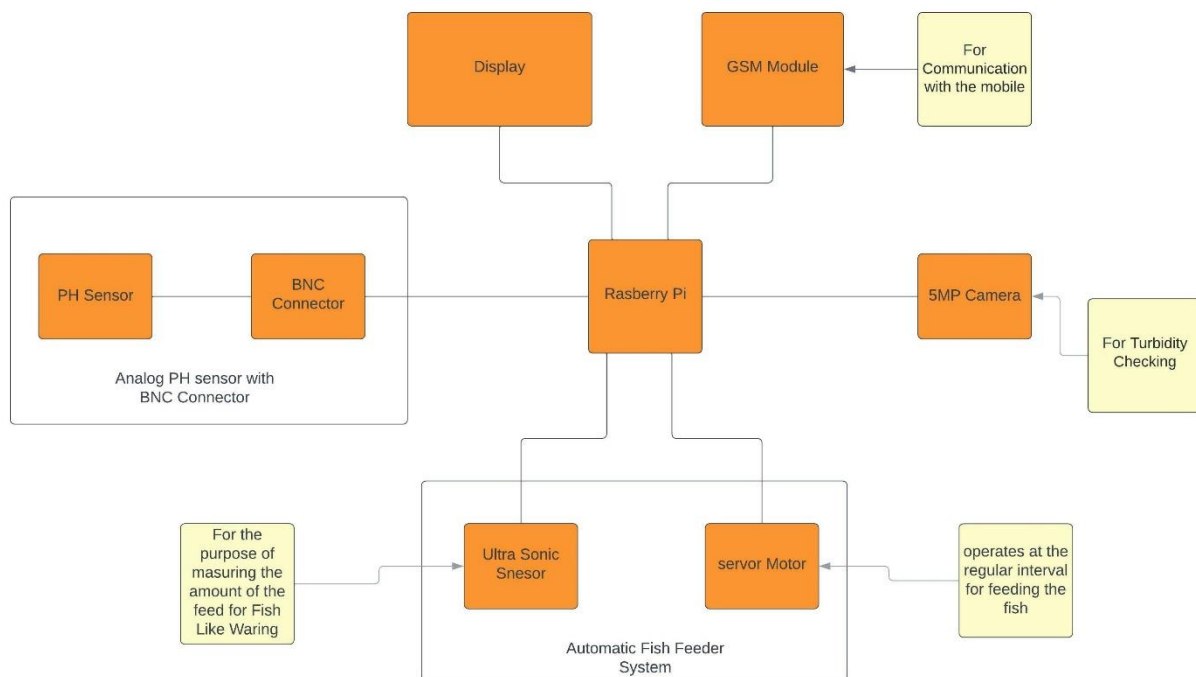 Display
GSM Module
For
Communication
with the mobile
PH Sensor
BNC
Connector
Rasberry Pi
5MP Camera
For Turbidity
Checking
Analog PH sensor with
BNC Connector
For the
purpose of
masuring the
amount of the
feed for Fish
Like Waring
Ultra Sonic
Snesor
servor Motor
operates at the
regular interval
for feeding the
fish
Automatic Fish Feeder
System